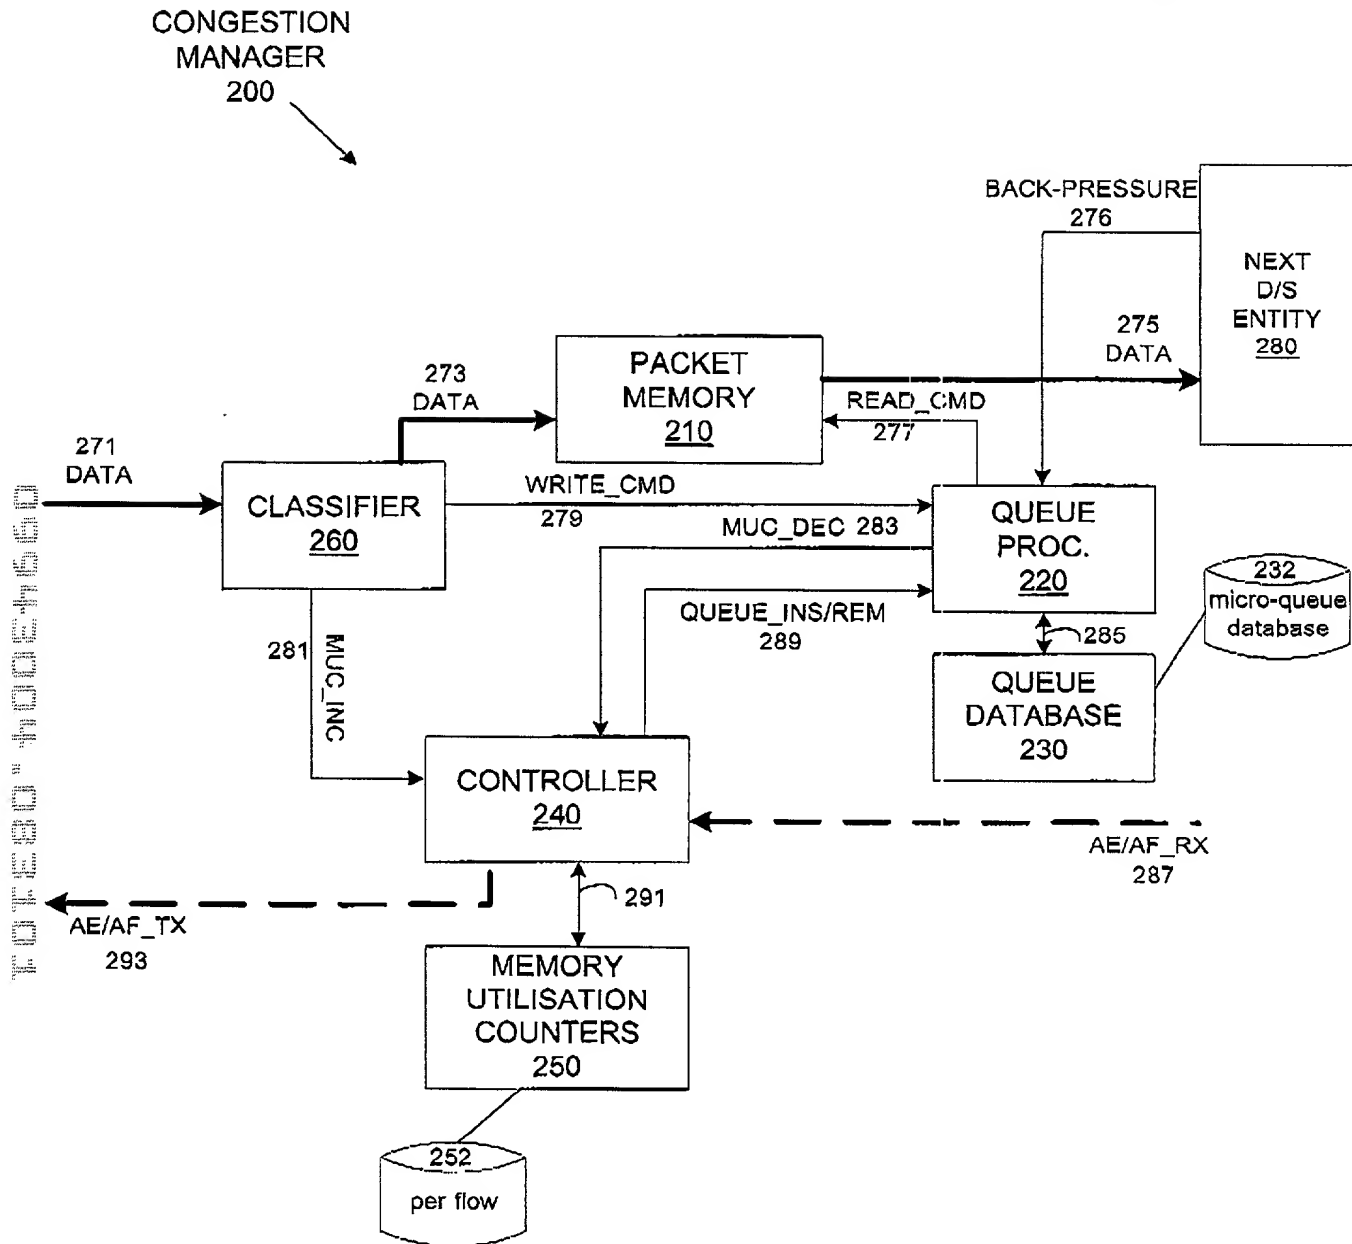 CONGESTION
MANAGER
200
BACK-PRESSURE
276
NEXT
D/S
ENTITY
280
275
DATA
PACKET
MEMORY
210
273
DATA
READ_CMD
277
271
DATA
CLASSIFIER
260
WRITE_CMD
279
QUEUE
PROC.
220
MUC_DEC 283
232
micro-queue
database
QUEUE_INS/REM
289
285
281
MUC_INC
QUEUE
DATABASE
230
CONTROLLER
240
AE/AF_RX
287
291
AE/AF_TX
293
MEMORY
UTILISATION
COUNTERS
250
252
per flow